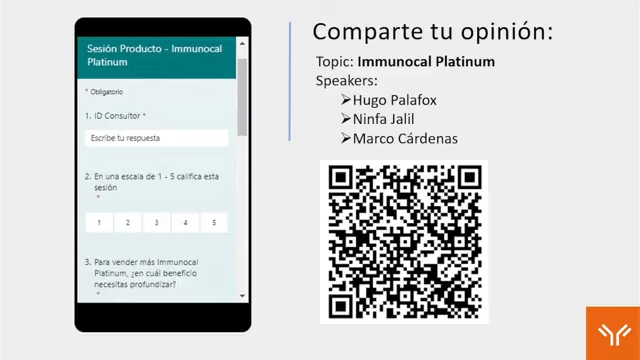 Sesión Producto - Immunocal
Platinum
* Obligatorio
1. ID Consultor *
Escribe tu respuesta
2. En una escala de 1 - 5 califica esta
sesión
*
1 2 3 4 5
3. Para vender más Immunocal
Platinum, ¿en cuál beneficio
necesitas profundizar?
*
Comparte tu opinión:
Topic: Immunocal Platinum
Speakers:
➢Hugo Palafox
➢Ninfa Jalil
➢Marco Cárdenas